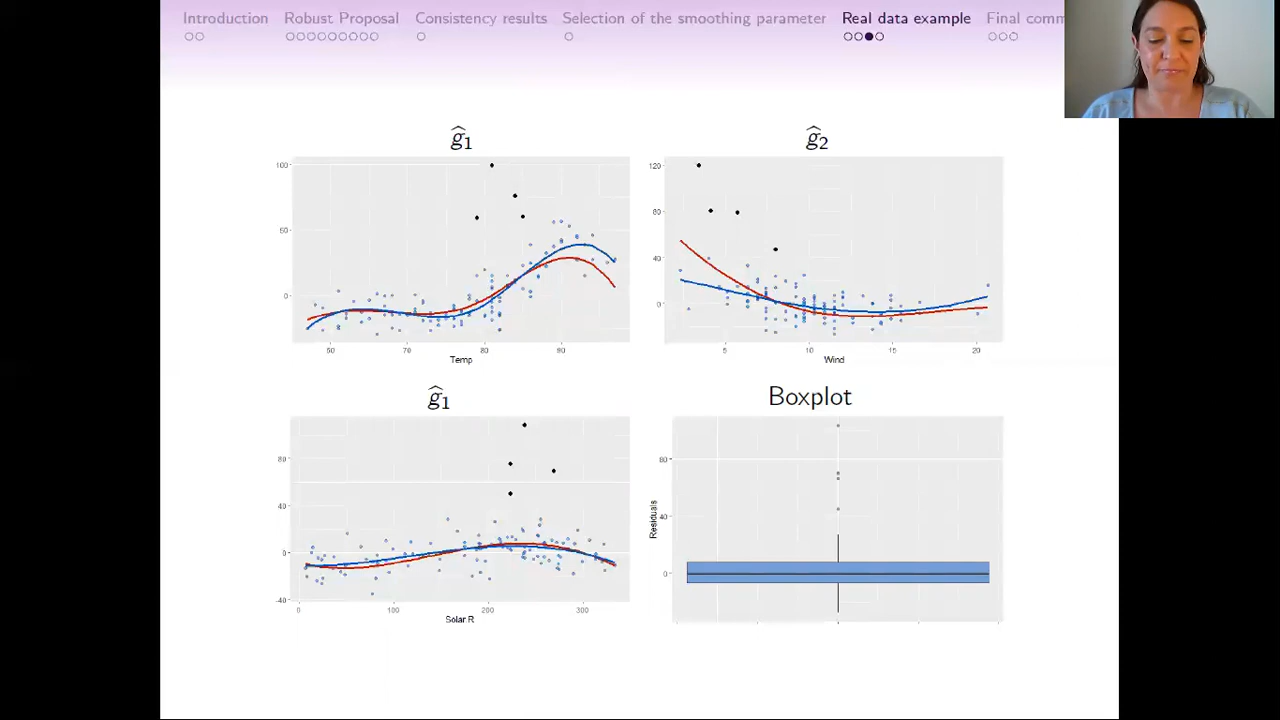 Introduction Robust Proposal Consistency results Selection of the smoothing parameter Real data example Final comm
ĝ1 ĝ2
100
50
0
50 60 70 80 90
Temp
120
80
40
0
5 10 15 20
Wind
ĝ1 Boxplot
80
40
0
-40
0 100 200 300
Solar.R
80
40
0
Residuals